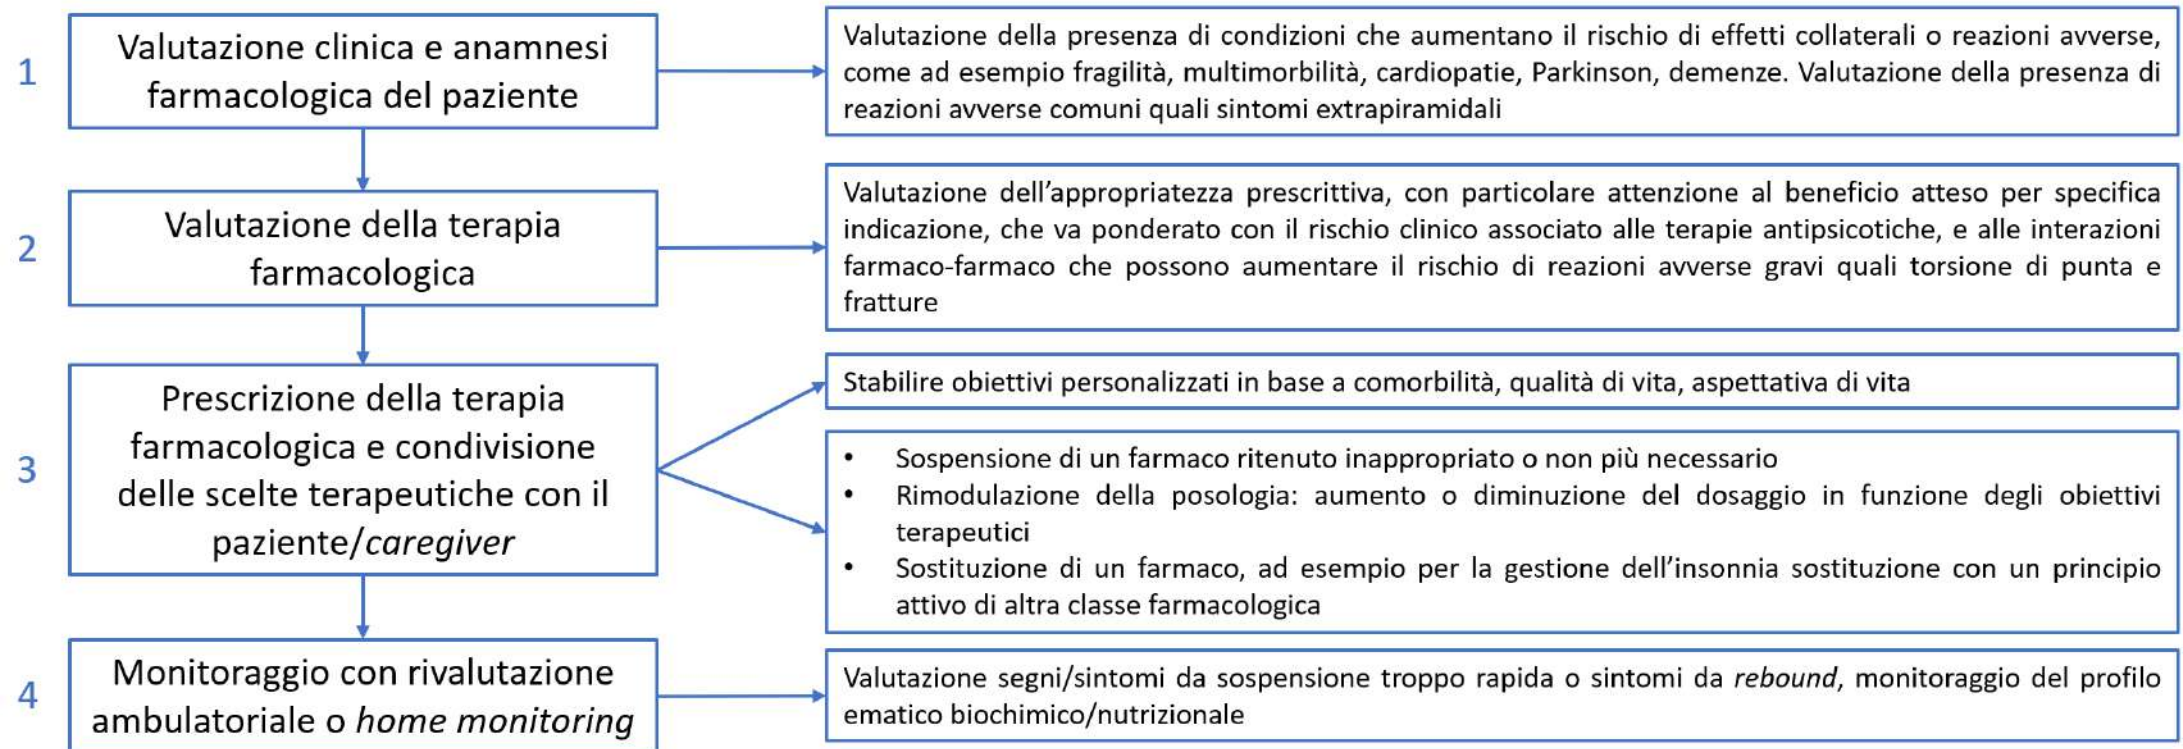 1
Valutazione clinica e anamnesi
farmacologica del paziente
Valutazione della presenza di condizioni che aumentano il rischio di effetti collaterali o reazioni avverse,
come ad esempio fragilità, multimorbilità, cardiopatie, Parkinson, demenze. Valutazione della presenza di
reazioni avverse comuni quali sintomi extrapiramidali
2
Valutazione della terapia
farmacologica
Valutazione dell’appropriatezza prescrittiva, con particolare attenzione al beneficio atteso per specifica
indicazione, che va ponderato con il rischio clinico associato alle terapie antipsicotiche, e alle interazioni
farmaco-farmaco che possono aumentare il rischio di reazioni avverse gravi quali torsione di punta e
fratture
3
Prescrizione della terapia
farmacologica e condivisione
delle scelte terapeutiche con il
paziente/caregiver
Stabilire obiettivi personalizzati in base a comorbilità, qualità di vita, aspettativa di vita
• Sospensione di un farmaco ritenuto inappropriato o non più necessario
• Rimodulazione della posologia: aumento o diminuzione del dosaggio in funzione degli obiettivi
terapeutici
• Sostituzione di un farmaco, ad esempio per la gestione dell’insonnia sostituzione con un principio
attivo di altra classe farmacologica
4
Monitoraggio con rivalutazione
ambulatoriale o home monitoring
Valutazione segni/sintomi da sospensione troppo rapida o sintomi da rebound, monitoraggio del profilo
ematico biochimico/nutrizionale